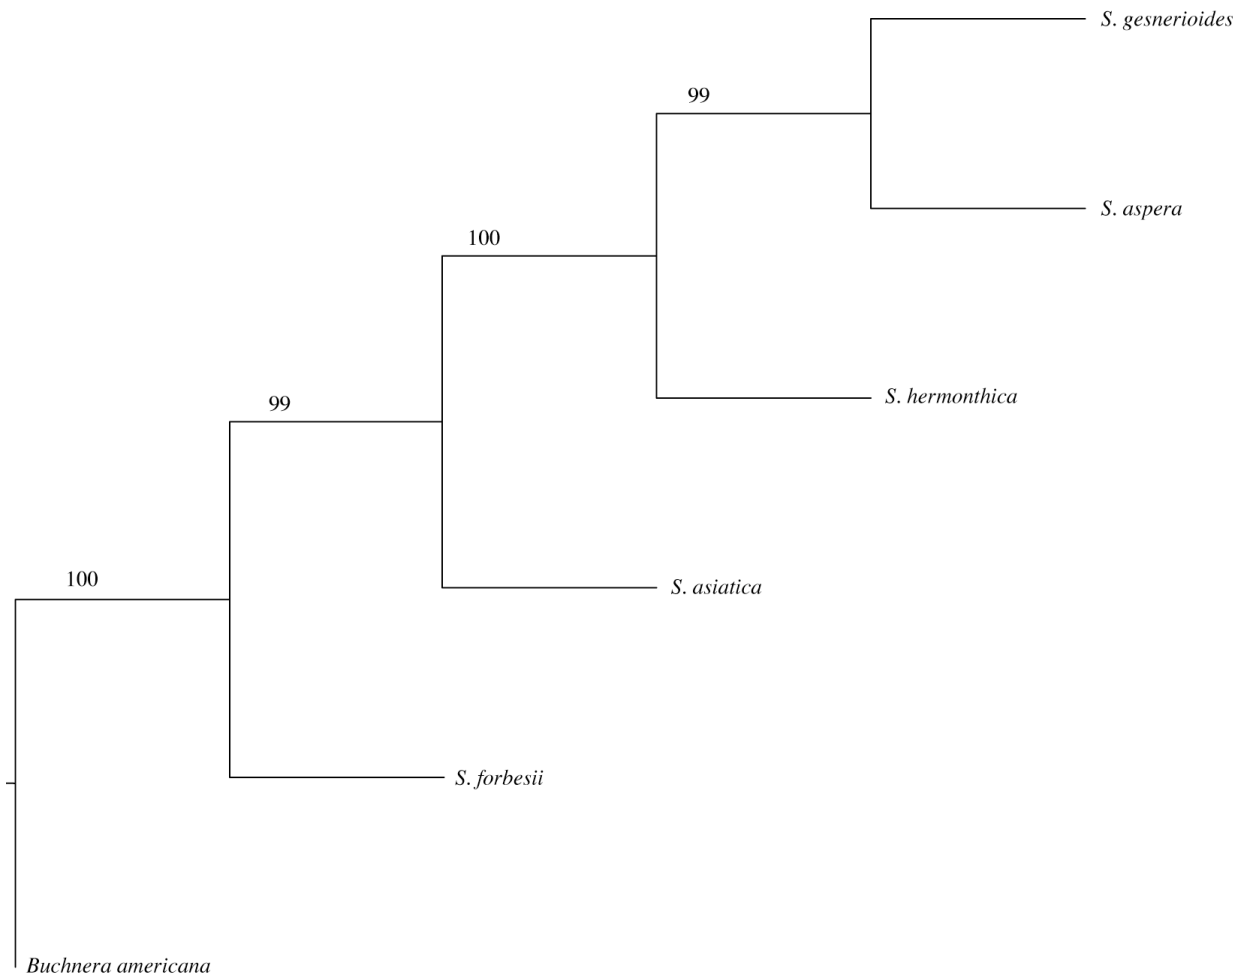 S. gesnerioides
99
S. aspera
100
S. hermonthica
99
100
S. asiatica
S. forbesii
Buchnera americana